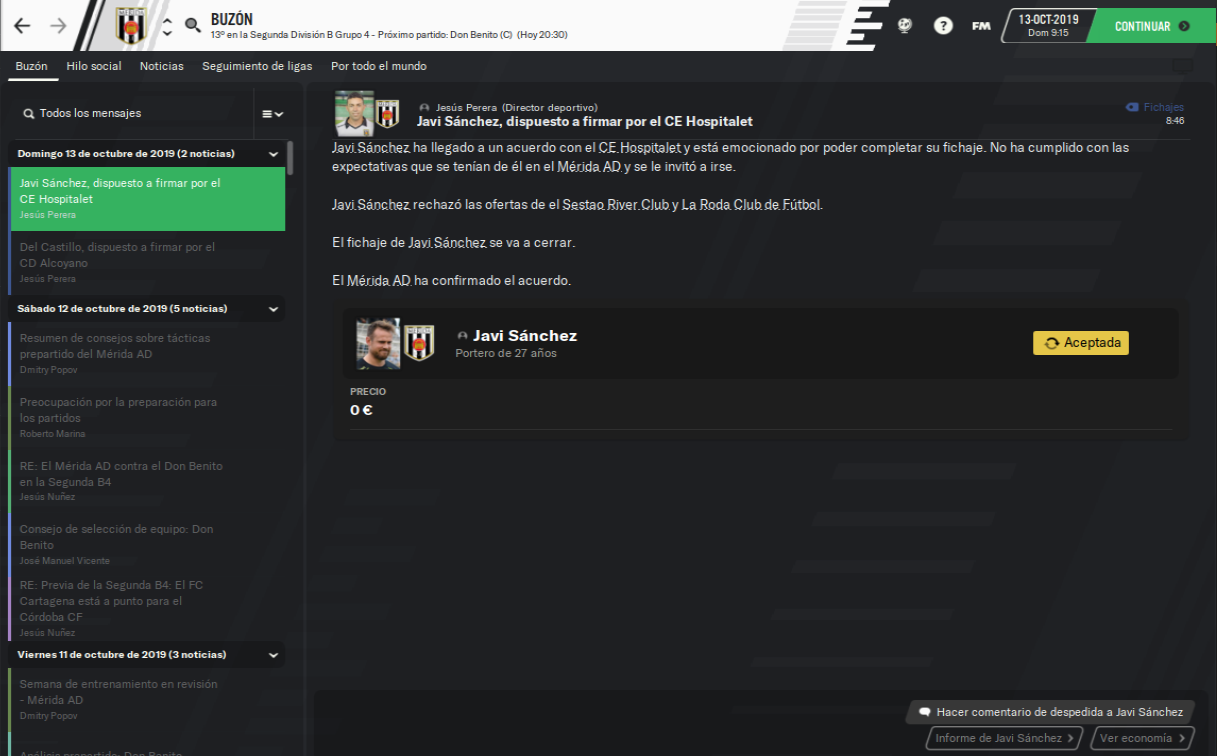 BUZÓN
13º en la Segunda División B Grupo 4 - Próximo partido: Don Benito (C) (Hoy 20:30)
?
FM
13-OCT-2019
Dom 9:15
CONTINUAR
Buzón Hilo social Noticias Seguimiento de ligas Por todo el mundo
Todos los mensajes
Domingo 13 de octubre de 2019 (2 noticias)
Javi Sánchez, dispuesto a firmar por el
CE Hospitalet
Jesús Perera
Del Castillo, dispuesto a firmar por el
CD Alcoyano
Jesús Perera
Sábado 12 de octubre de 2019 (5 noticias)
Resumen de consejos sobre tácticas
prepartido del Mérida AD
Dmitry Popov
Preocupación por la preparación para
los partidos
Roberto Marina
RE: El Mérida AD contra el Don Benito
en la Segunda B4
Jesús Nuñez
Consejo de selección de equipo: Don
Benito
José Manuel Vicente
RE: Previa de la Segunda B4: El FC
Cartagena está a punto para el
Córdoba CF
Jesús Nuñez
Viernes 11 de octubre de 2019 (3 noticias)
Semana de entrenamiento en revisión
- Mérida AD
Dmitry Popov
Análisis prepartido: Don Benito
Jesús Perera (Director deportivo)
Javi Sánchez, dispuesto a firmar por el CE Hospitalet
Fichajes
8:46
Javi Sánchez ha llegado a un acuerdo con el CE Hospitalet y está emocionado por poder completar su fichaje. No ha cumplido con las
expectativas que se tenían de él en el Mérida AD y se le invitó a irse.
Javi Sánchez rechazó las ofertas de el Sestao River Club y La Roda Club de Fútbol.
El fichaje de Javi Sánchez se va a cerrar.
El Mérida AD ha confirmado el acuerdo.
Javi Sánchez
Portero de 27 años
Aceptada
PRECIO
0 €
Hacer comentario de despedida a Javi Sánchez
Informe de Javi Sánchez
Ver economía